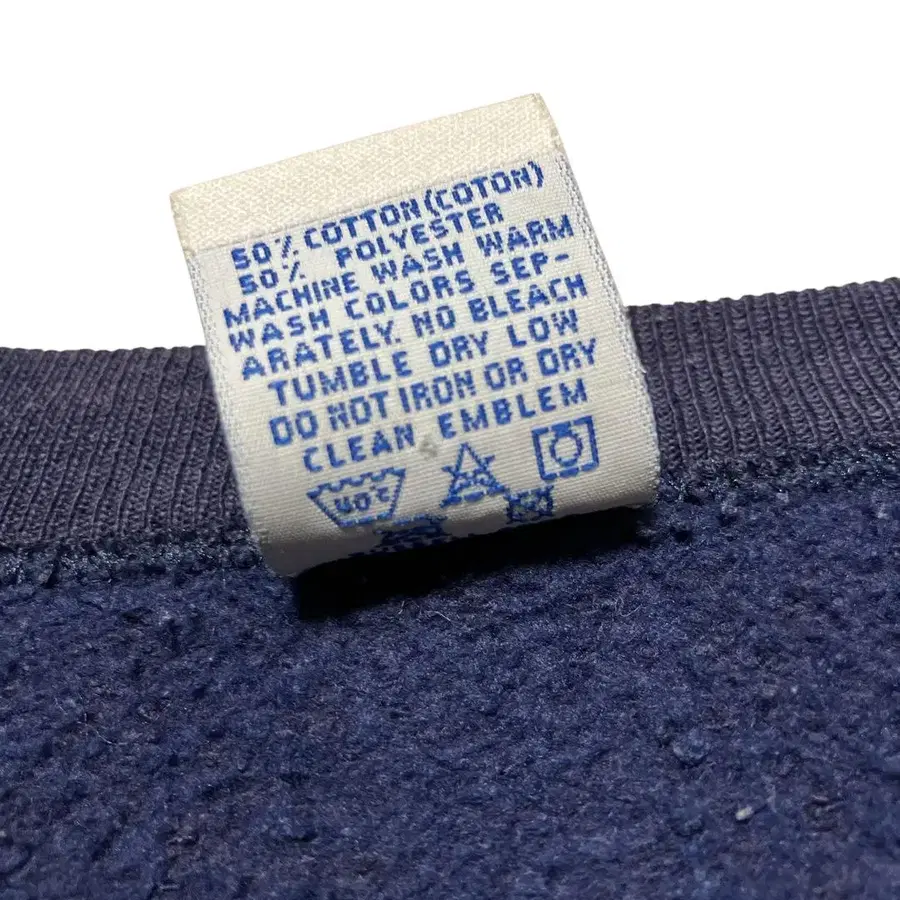 50% COTTON (COTON)
50% POLYESTER
MACHINE WASH WARM
WASH COLORS SEP-
ARATELY. NO BLEACH
TUMBLE DRY LOW
DO NOT IRON OR DRY
CLEAN EMBLEM
40°C